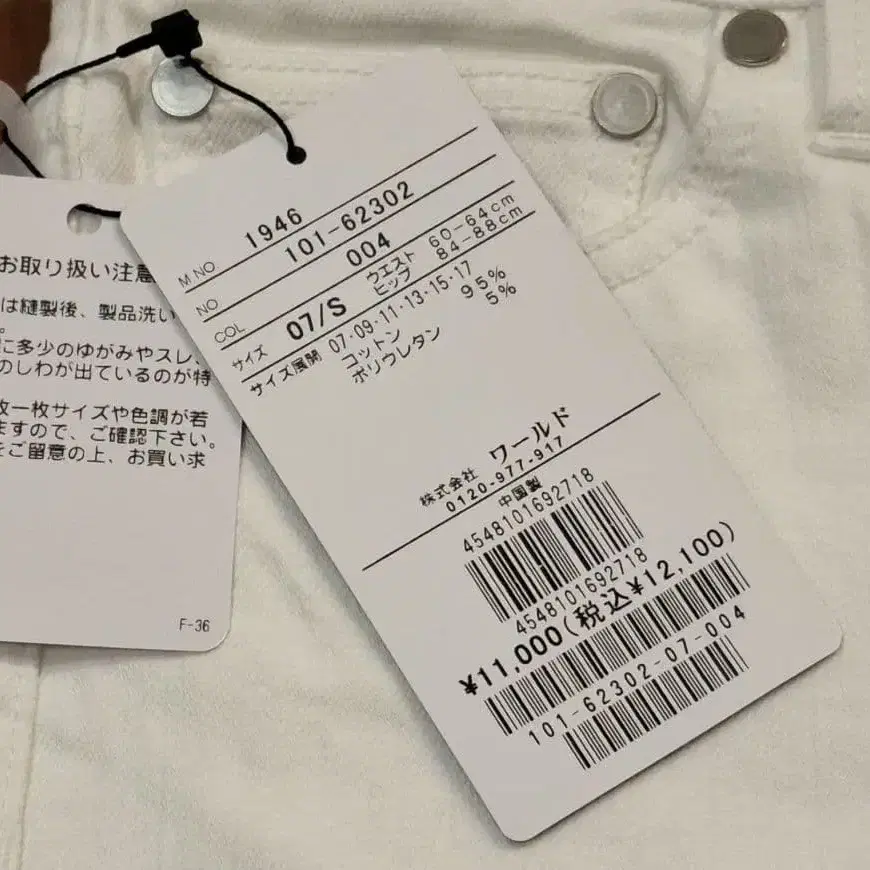 お取り扱い注意
は縫製後、製品洗い
。
に多少のゆがみやスレ、
のしわが出ているのが特
枚一枚サイズや色調が若
ますので、ご確認下さい。
をご留意の上、お買い求
F-36
M.NO 1946
NO 101-62302
COL 004
サイズ 07/S ウエスト 60-64cm
ヒップ 84-88cm
サイズ展開 07・09・11・13・15・17
コットン 95%
ポリウレタン 5%
株式会社 ワールド
0120-977-917
中国製
4548101692718
4548101692718
¥11,000(税込¥12,100)
101-62302-07-004